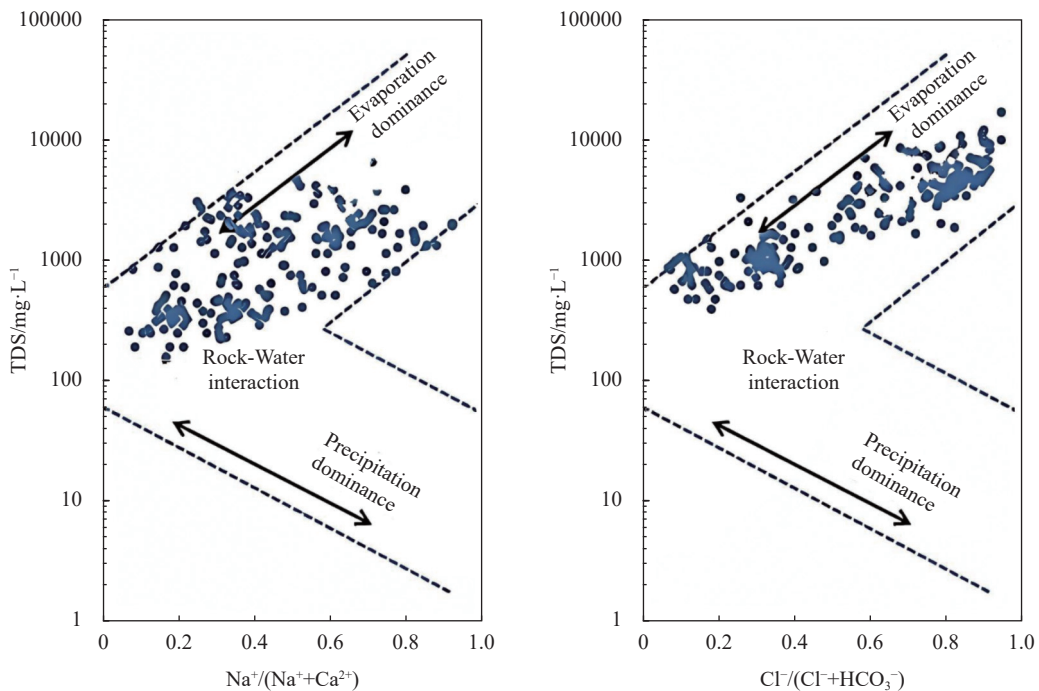 100000
10000
1000
100
10
1
TDS/mg·L⁻¹
Evaporation
dominance
Rock-Water
interaction
Precipitation
dominance
0 0.2 0.4 0.6 0.8 1.0
Na⁺/(Na⁺+Ca²⁺)
100000
10000
1000
100
10
1
TDS/mg·L⁻¹
Evaporation
dominance
Rock-Water
interaction
Precipitation
dominance
0 0.2 0.4 0.6 0.8 1.0
Cl⁻/(Cl⁻+HCO₃⁻)